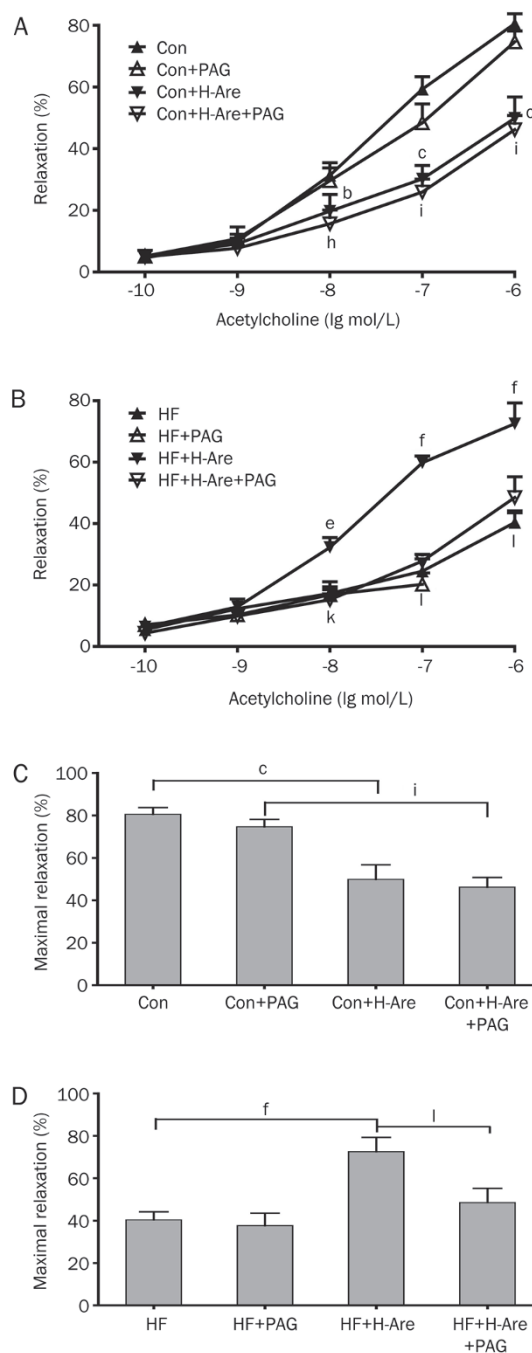 A
Con
Con+PAG
Con+H-Are
Con+H-Are+PAG
Relaxation (%)
80
60
40
20
0
b
c
c
h
i
i
-10 -9 -8 -7 -6
Acetylcholine (lg mol/L)
B
HF
HF+PAG
HF+H-Are
HF+H-Are+PAG
Relaxation (%)
80
60
40
20
0
e
f
f
k
l
l
-10 -9 -8 -7 -6
Acetylcholine (lg mol/L)
C
Maximal relaxation (%)
100
80
60
40
20
0
c
i
Con Con+PAG Con+H-Are Con+H-Are
+PAG
D
Maximal relaxation (%)
100
80
60
40
20
0
f
l
HF HF+PAG HF+H-Are HF+H-Are
+PAG